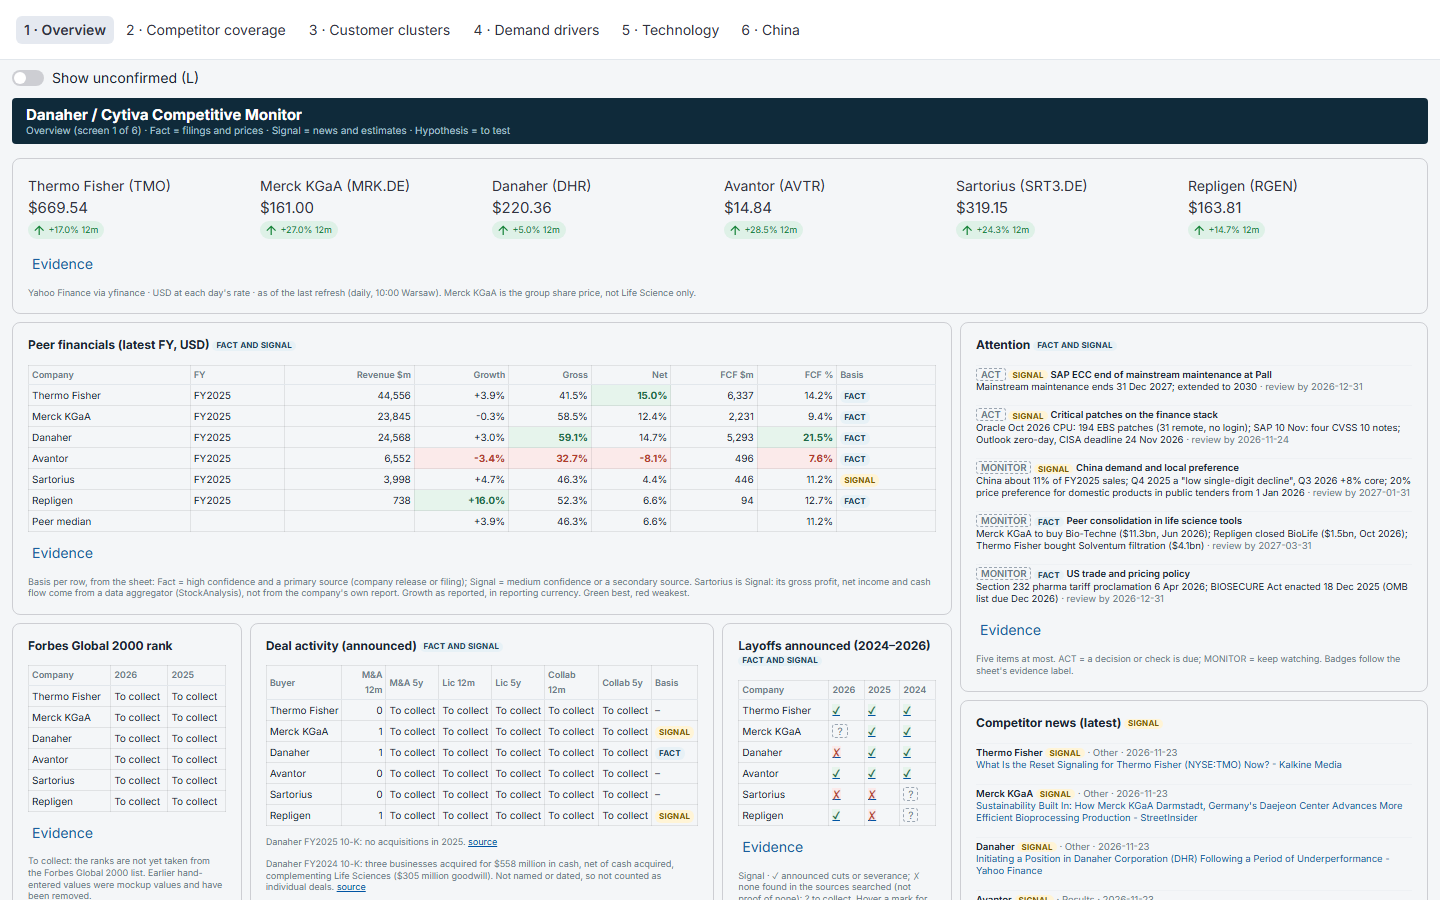 1 · Overview
2 · Competitor coverage
3 · Customer clusters
4 · Demand drivers
5 · Technology
6 · China
Show unconfirmed (L)
Danaher / Cytiva Competitive Monitor
Overview (screen 1 of 6) · Fact = filings and prices · Signal = news and estimates · Hypothesis = to test
Thermo Fisher (TMO)
$669.54
+17.0% 12m
Merck KGaA (MRK.DE)
$161.00
+27.0% 12m
Danaher (DHR)
$220.36
+5.0% 12m
Avantor (AVTR)
$14.84
+28.5% 12m
Sartorius (SRT3.DE)
$319.15
+24.3% 12m
Repligen (RGEN)
$163.81
+14.7% 12m
Evidence
Yahoo Finance via yfinance · USD at each day's rate · as of the last refresh (daily, 10:00 Warsaw). Merck KGaA is the group share price, not Life Science only.
Peer financials (latest FY, USD) FACT AND SIGNAL
Company FY Revenue $m Growth Gross Net FCF $m FCF % Basis
Thermo Fisher FY2025 44,556 +3.9% 41.5% 15.0% 6,337 14.2% FACT
Merck KGaA FY2025 23,845 -0.3% 58.5% 12.4% 2,231 9.4% FACT
Danaher FY2025 24,568 +3.0% 59.1% 14.7% 5,293 21.5% FACT
Avantor FY2025 6,552 -3.4% 32.7% -8.1% 496 7.6% FACT
Sartorius FY2025 3,998 +4.7% 46.3% 4.4% 446 11.2% SIGNAL
Repligen FY2025 738 +16.0% 52.3% 6.6% 94 12.7% FACT
Peer median +3.9% 46.3% 6.6% 11.2%
Evidence
Basis per row, from the sheet: Fact = high confidence and a primary source (company release or filing); Signal = medium confidence or a secondary source. Sartorius is Signal: its gross profit, net income and cash
flow come from a data aggregator (StockAnalysis), not from the company's own report. Growth as reported, in reporting currency. Green best, red weakest.
Attention FACT AND SIGNAL
ACT SIGNAL SAP ECC end of mainstream maintenance at Pall
Mainstream maintenance ends 31 Dec 2027; extended to 2030 · review by 2026-12-31
ACT SIGNAL Critical patches on the finance stack
Oracle Oct 2026 CPU: 194 EBS patches (31 remote, no login); SAP 10 Nov: four CVSS 10 notes;
Outlook zero-day, CISA deadline 24 Nov 2026 · review by 2026-11-24
MONITOR SIGNAL China demand and local preference
China about 11% of FY2025 sales; Q4 2025 a "low single-digit decline", Q3 2026 +8% core; 20%
price preference for domestic products in public tenders from 1 Jan 2026 · review by 2027-01-31
MONITOR FACT Peer consolidation in life science tools
Merck KGaA to buy Bio-Techne ($11.3bn, Jun 2026); Repligen closed BioLife ($1.5bn, Oct 2026);
Thermo Fisher bought Solventum filtration ($4.1bn) · review by 2027-03-31
MONITOR FACT US trade and pricing policy
Section 232 pharma tariff proclamation 6 Apr 2026; BIOSECURE Act enacted 18 Dec 2025 (OMB
list due Dec 2026) · review by 2026-12-31
Evidence
Five items at most. ACT = a decision or check is due; MONITOR = keep watching. Badges follow the
sheet's evidence label.
Forbes Global 2000 rank
Company 2026 2025
Thermo Fisher To collect To collect
Merck KGaA To collect To collect
Danaher To collect To collect
Avantor To collect To collect
Sartorius To collect To collect
Repligen To collect To collect
Evidence
To collect: the ranks are not yet taken
from the Forbes Global 2000 list. Earlier hand-
entered values were mockup values and have
been removed.
Deal activity (announced) FACT AND SIGNAL
Buyer M&A 12m M&A 5y Lic 12m Lic 5y Collab 12m Collab 5y Basis
Thermo Fisher 0 To collect To collect To collect To collect To collect –
Merck KGaA 1 To collect To collect To collect To collect To collect SIGNAL
Danaher 1 To collect To collect To collect To collect To collect FACT
Avantor 0 To collect To collect To collect To collect To collect –
Sartorius 0 To collect To collect To collect To collect To collect –
Repligen 1 To collect To collect To collect To collect To collect SIGNAL
Danaher FY2025 10-K: no acquisitions in 2025. source
Danaher FY2024 10-K: three businesses acquired for $558 million in cash, net of cash acquired,
complementing Life Sciences ($305 million goodwill). Not named or dated, so not counted as
individual deals. source
Layoffs announced (2024–2026)
FACT AND SIGNAL
Company 2026 2025 2024
Thermo Fisher ✓ ✓ ✓
Merck KGaA ? ✓ ✓
Danaher ✗ ✓ ✓
Avantor ✓ ✓ ✓
Sartorius ✗ ✗ ?
Repligen ✓ ✗ ?
Evidence
Signal · ✓ announced cuts or severance; ✗
none found in the sources searched (not
proof of none); ? to collect. Hover a mark for
Competitor news (latest) SIGNAL
Thermo Fisher SIGNAL · Other · 2026-11-23
What Is the Reset Signaling for Thermo Fisher (NYSE:TMO) Now? - Kalkine Media
Merck KGaA SIGNAL · Other · 2026-11-23
Sustainability Built In: How Merck KGaA Darmstadt, Germany's Daejeon Center Advances More
Efficient Bioprocessing Production - StreetInsider
Danaher SIGNAL · Other · 2026-11-23
Initiating a Position in Danaher Corporation (DHR) Following a Period of Underperformance -
Yahoo Finance
Avantor SIGNAL · Results · 2026-11-23